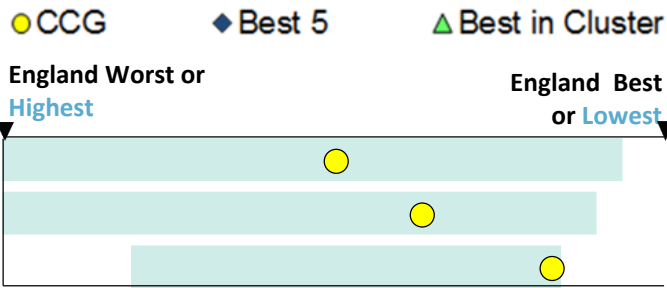 CCG Best 5 Best in Cluster
England Worst or
Highest
England Best
or Lowest